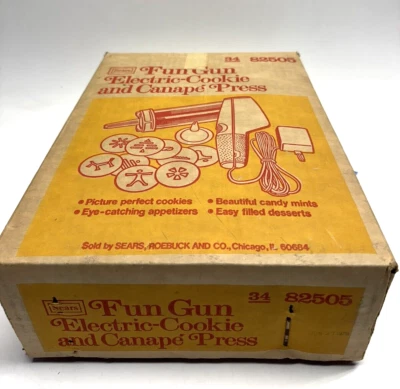 Sears
Fun Gun 34 82505
Electric-Cookie
and Canapé Press
• Picture perfect cookies • Beautiful candy mints
• Eye-catching appetizers • Easy filled desserts
Sold by SEARS, ROEBUCK AND CO., Chicago, IL 60684
Sears
Fun Gun 34 82505
Electric-Cookie
and Canapé Press